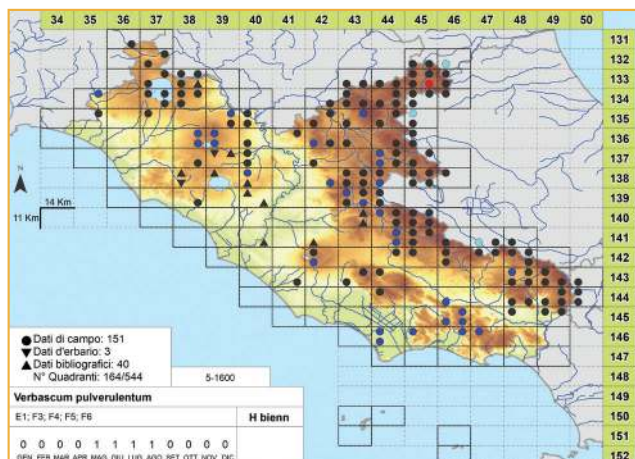 34 35 36 37 38 39 40 41 42 43 44 45 46 47 48 49 50
131
132
133
134
135
136
137
138
139
140
141
142
143
144
145
146
147
148
149
150
151
152
N
14 Km
11 Km
Dati di campo: 151
Dati d'erbario: 3
Dati bibliografici: 40
N° Quadranti: 164/544
5-1600
Verbascum pulverulentum
E1; F3; F4; F5; F6
H bienn
0 0 0 0 1 1 1 1 0 0 0 0
GEN FEB MAR APR MAG GIU LUG AGO SET OTT NOV DIC